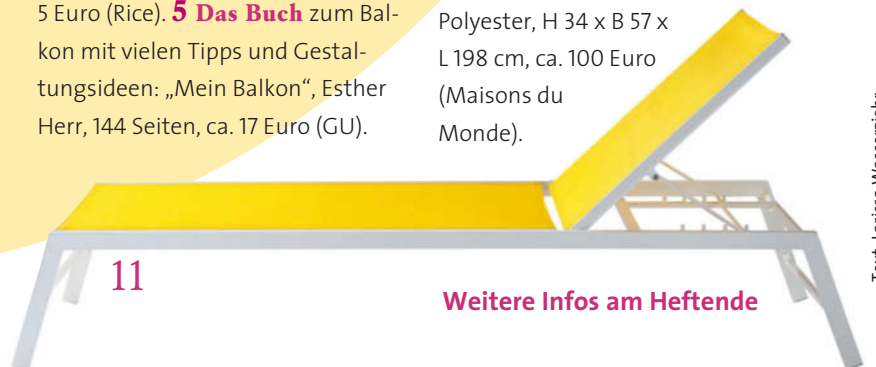 5 Euro (Rice). 5 Das Buch zum Bal-
kon mit vielen Tipps und Gestal-
tungsideen: „Mein Balkon“, Esther
Herr, 144 Seiten, ca. 17 Euro (GU).
Polyester, H 34 x B 57 x
L 198 cm, ca. 100 Euro
(Maisons du
Monde).
11
Weitere Infos am Heftende